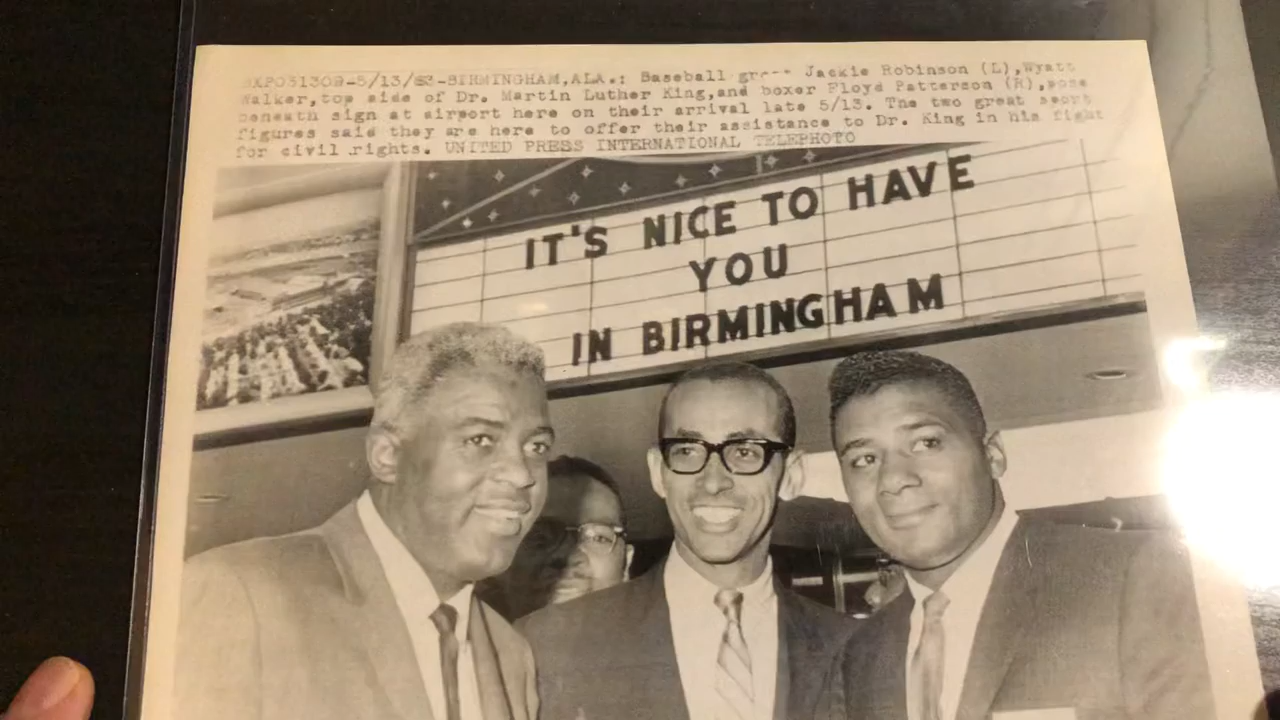 BXP051309-5/13/63-BIRMINGHAM,ALA.: Baseball great Jackie Robinson (L),Wyatt
Walker,top aide of Dr. Martin Luther King,and boxer Floyd Patterson (R),pose
beneath sign at airport here on their arrival late 5/13. The two great sport
figures said they are here to offer their assistance to Dr. King in his fight
for civil rights. UNITED PRESS INTERNATIONAL TELEPHOTO
IT'S NICE TO HAVE
YOU
IN BIRMINGHAM